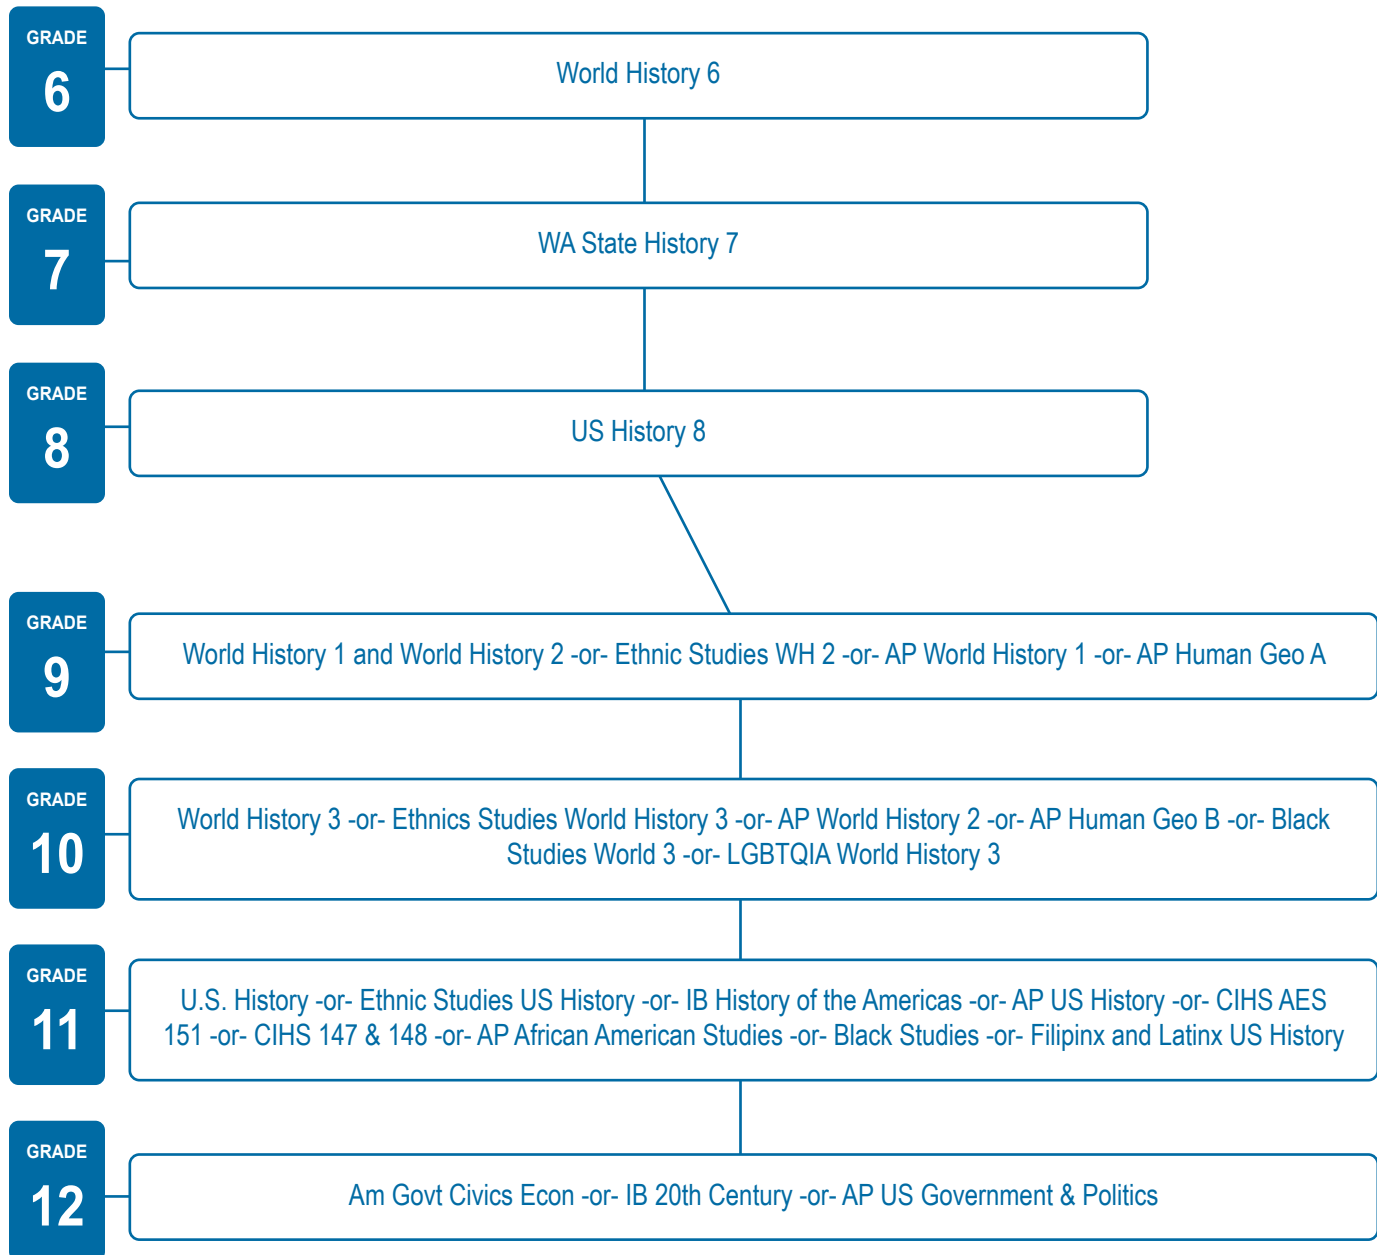 GRADE
6
World History 6
GRADE
7
WA State History 7
GRADE
8
US History 8
GRADE
9
World History 1 and World History 2 -or- Ethnic Studies WH 2 -or- AP World History 1 -or- AP Human Geo A
GRADE
10
World History 3 -or- Ethnics Studies World History 3 -or- AP World History 2 -or- AP Human Geo B -or- Black
Studies World 3 -or- LGBTQIA World History 3
GRADE
11
U.S. History -or- Ethnic Studies US History -or- IB History of the Americas -or- AP US History -or- CIHS AES
151 -or- CIHS 147 & 148 -or- AP African American Studies -or- Black Studies -or- Filipinx and Latinx US History
GRADE
12
Am Govt Civics Econ -or- IB 20th Century -or- AP US Government & Politics